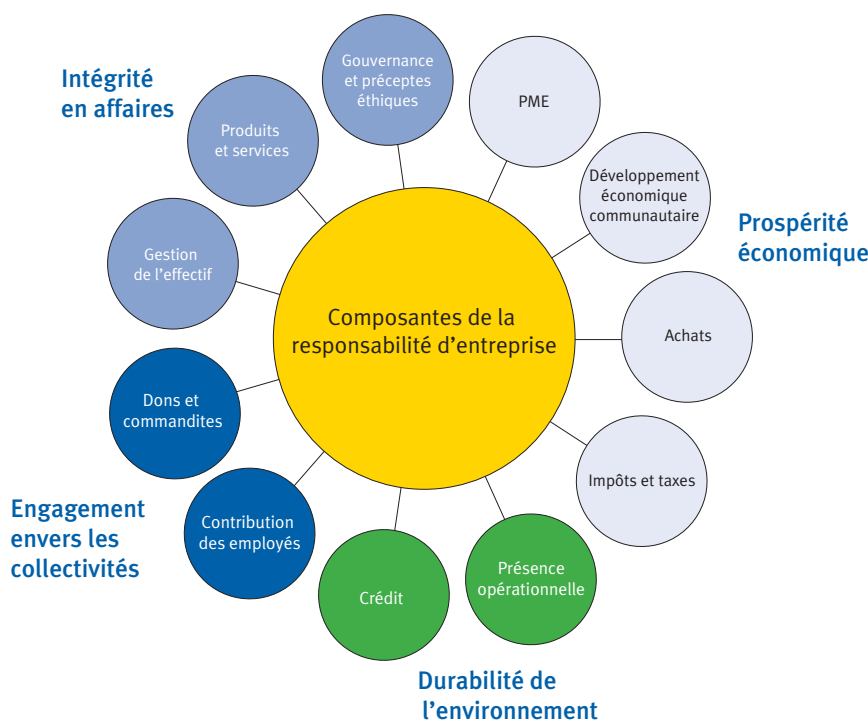 Intégrité
en affaires
Gouvernance
et préceptes
éthiques
PME
Produits
et services
Développement
économique
communautaire
Prospérité
économique
Gestion
de l’effectif
Composantes de la
responsabilité d’entreprise
Achats
Dons et
commandites
Impôts et taxes
Engagement
envers les
collectivités
Contribution
des employés
Crédit
Présence
opérationnelle
Durabilité de
l’environnement